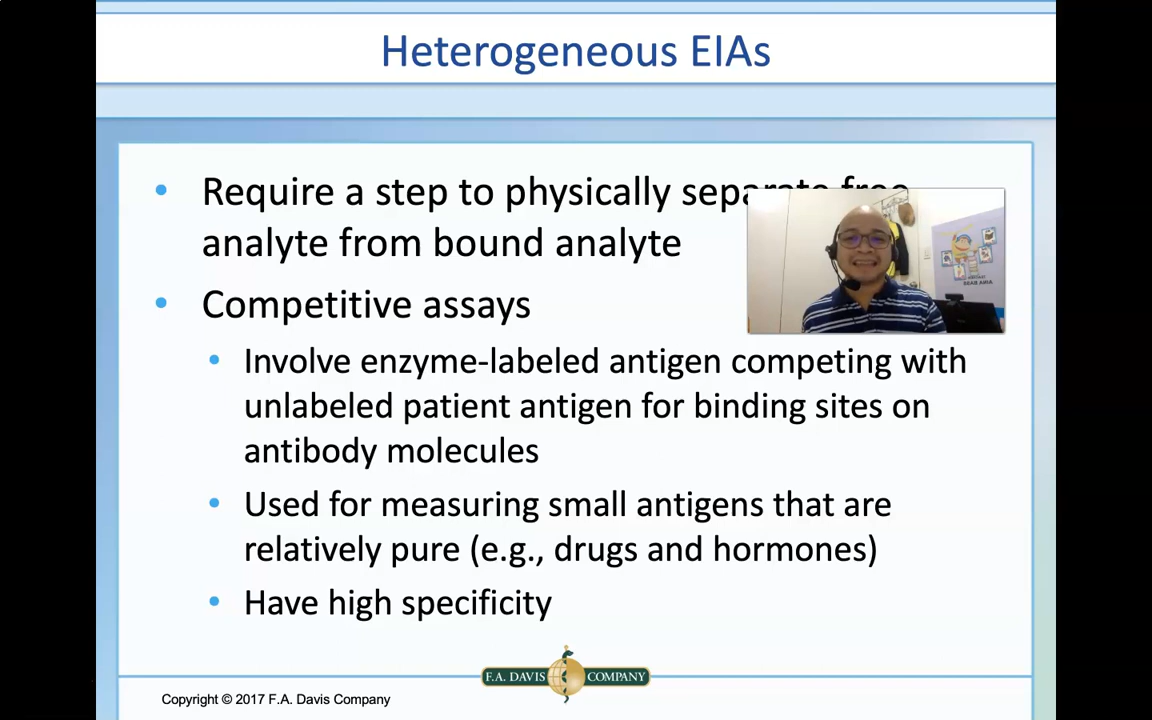 Heterogeneous EIAs
• Require a step to physically separate free
analyte from bound analyte
• Competitive assays
• Involve enzyme-labeled antigen competing with
unlabeled patient antigen for binding sites on
antibody molecules
• Used for measuring small antigens that are
relatively pure (e.g., drugs and hormones)
• Have high specificity
F.A. DAVIS COMPANY
Copyright © 2017 F.A. Davis Company